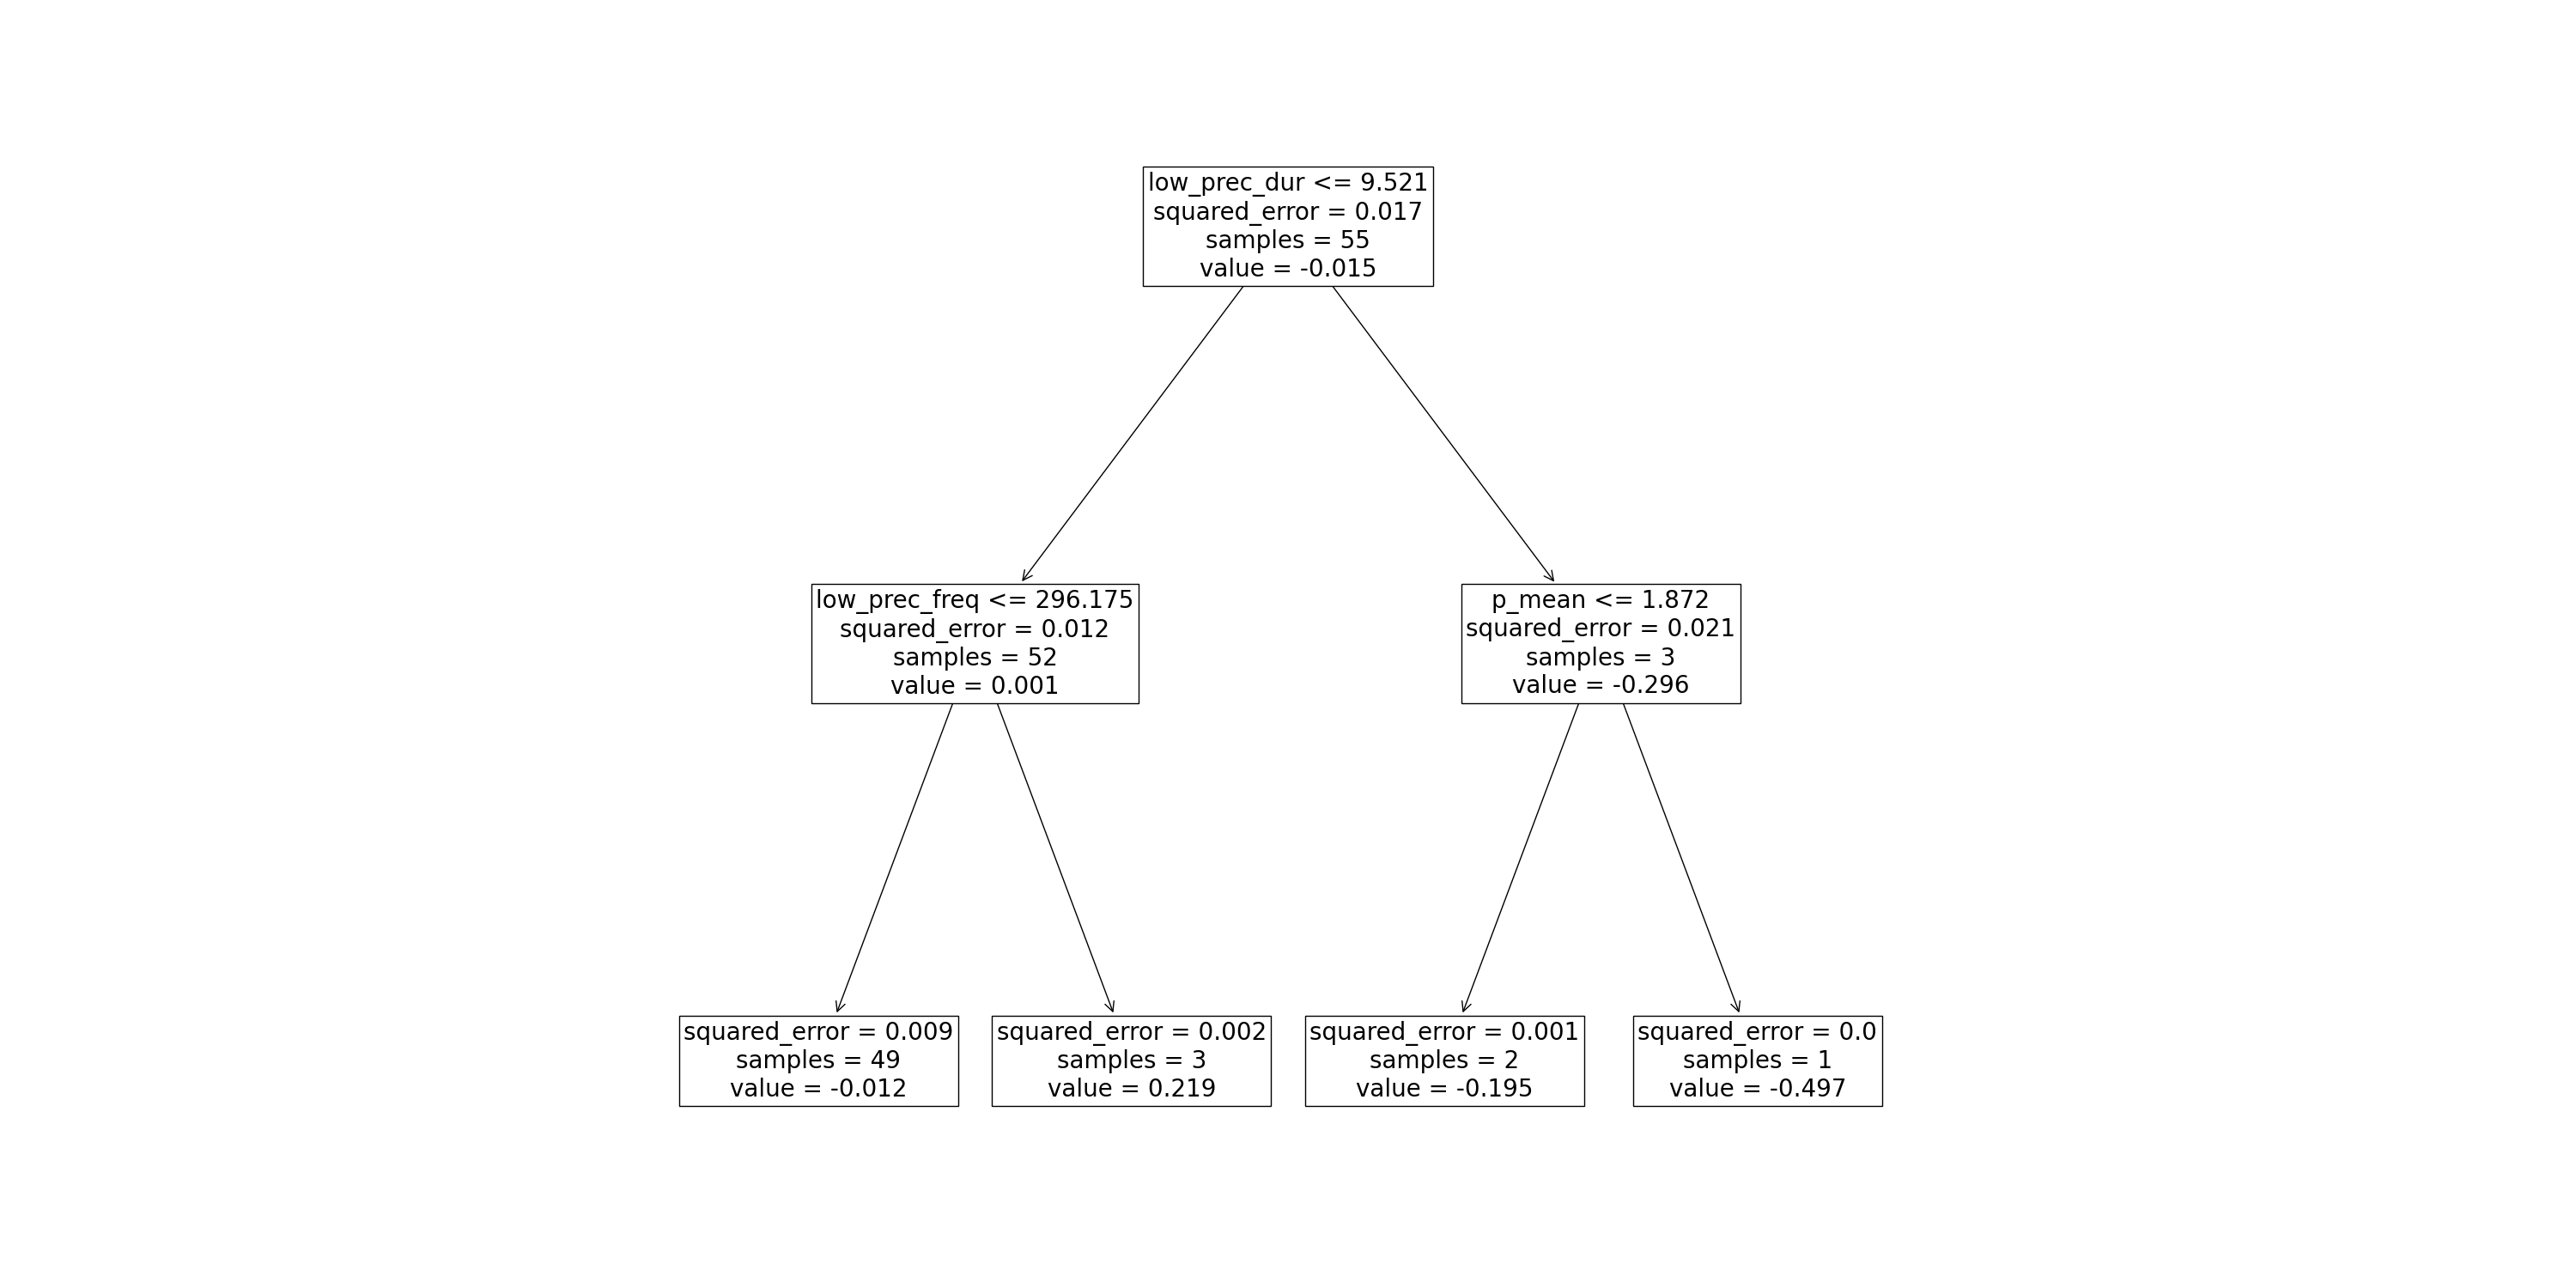 low_prec_dur <= 9.521
squared_error = 0.017
samples = 55
value = -0.015
low_prec_freq <= 296.175
squared_error = 0.012
samples = 52
value = 0.001
p_mean <= 1.872
squared_error = 0.021
samples = 3
value = -0.296
squared_error = 0.009
samples = 49
value = -0.012
squared_error = 0.002
samples = 3
value = 0.219
squared_error = 0.001
samples = 2
value = -0.195
squared_error = 0.0
samples = 1
value = -0.497